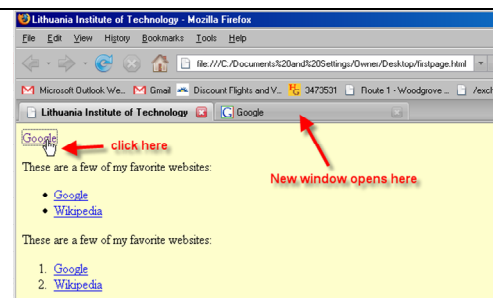 Lithuania Institute of Technology - Mozilla Firefox
File Edit View History Bookmarks Tools Help
file:///C:/Documents%20and%20Settings/Owner/Desktop/firstpage.html
Microsoft Outlook We... Gmail Discount Flights and V... 3473531 Route 1 - Woodgrove ... /exch
Lithuania Institute of Technology Google
Google
click here
These are a few of my favorite websites:
New window opens here
• Google
• Wikipedia
These are a few of my favorite websites:
1. Google
2. Wikipedia